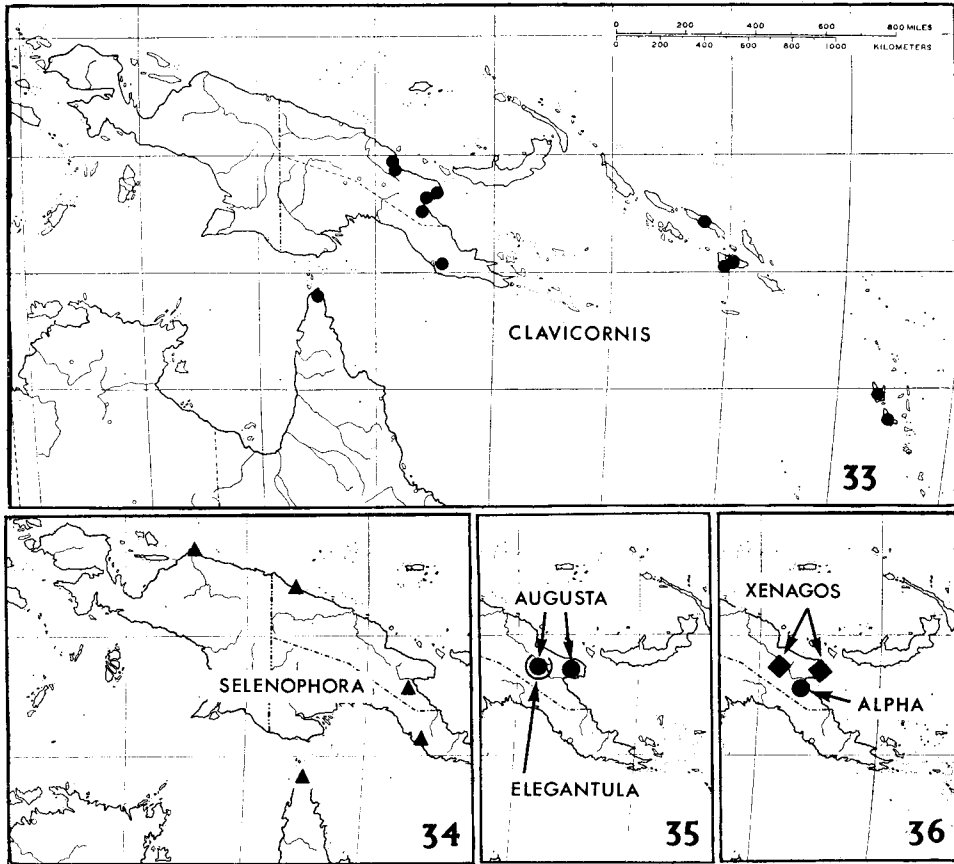 0 200 400 600 800 MILES
0 200 400 600 800 1000 KILOMETERS
CLAVICORNIS
33
SELENOPHORA
34
AUGUSTA
ELEGANTULA
35
XENAGOS
ALPHA
36